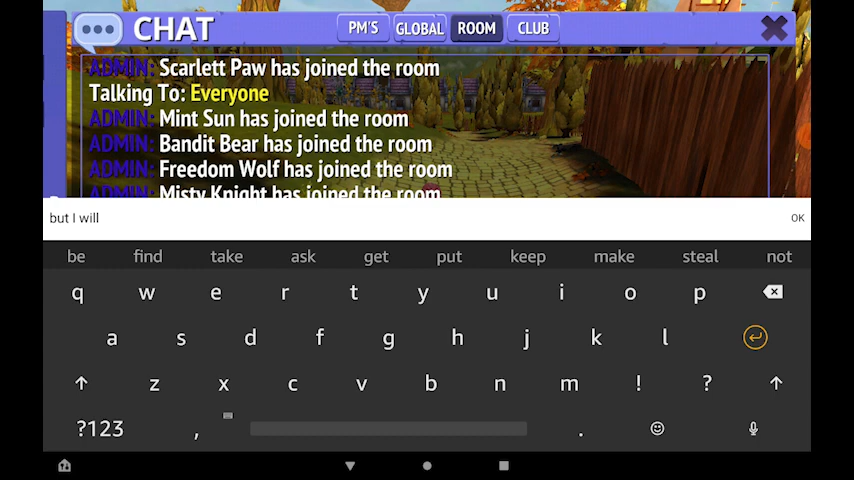 CHAT
PM'S GLOBAL ROOM CLUB
ADMIN: Scarlett Paw has joined the room
Talking To: Everyone
ADMIN: Mint Sun has joined the room
ADMIN: Bandit Bear has joined the room
ADMIN: Freedom Wolf has joined the room
ADMIN: Misty Knight has joined the room
but I will OK
be find take ask get put keep make steal not
q w e r t y u i o p
a s d f g h j k l
z x c v b n m ! ?
?123 , .